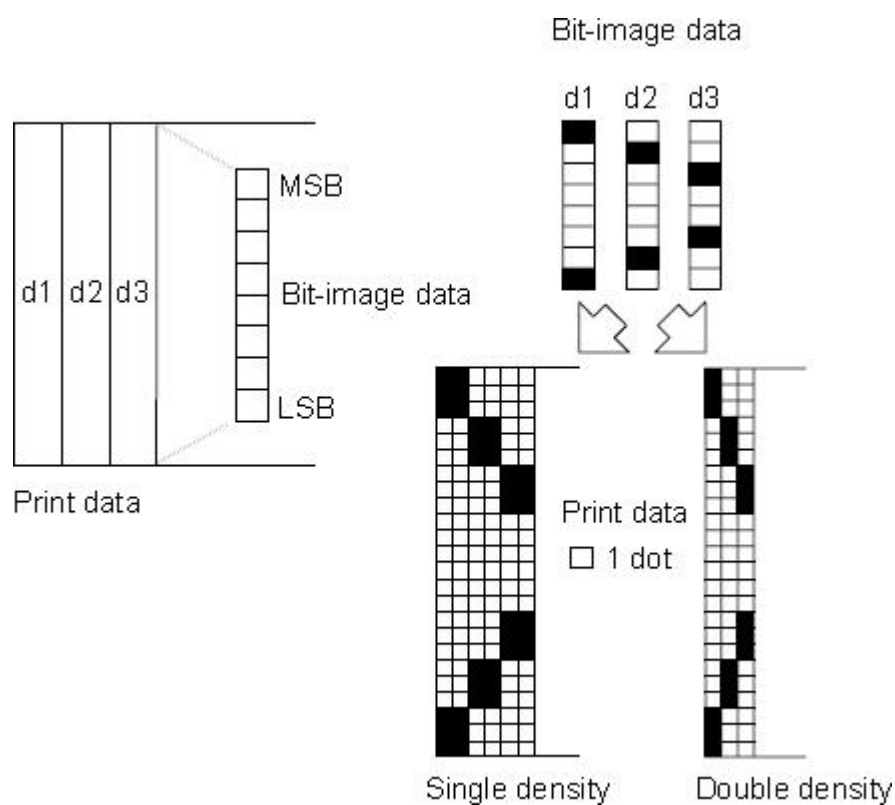 Bit-image data
d1 d2 d3
MSB
d1 d2 d3
Bit-image data
LSB
Print data
Print data
1 dot
Single density
Double density